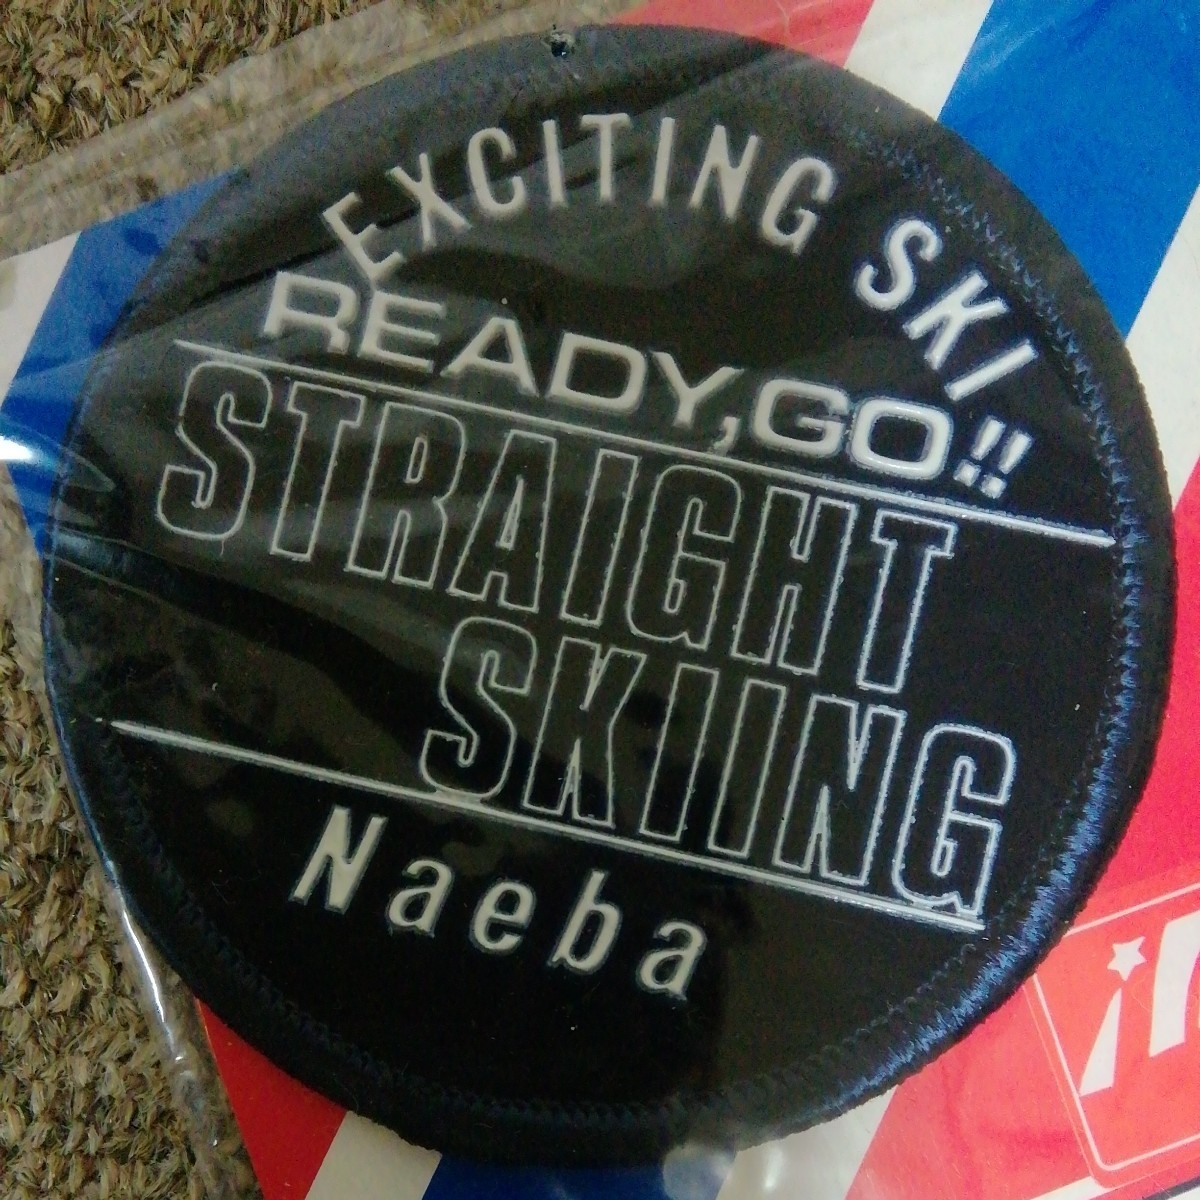 EXCITING SKI!!
READY,GO!!
STRAIGHT
SKIING
Naeba